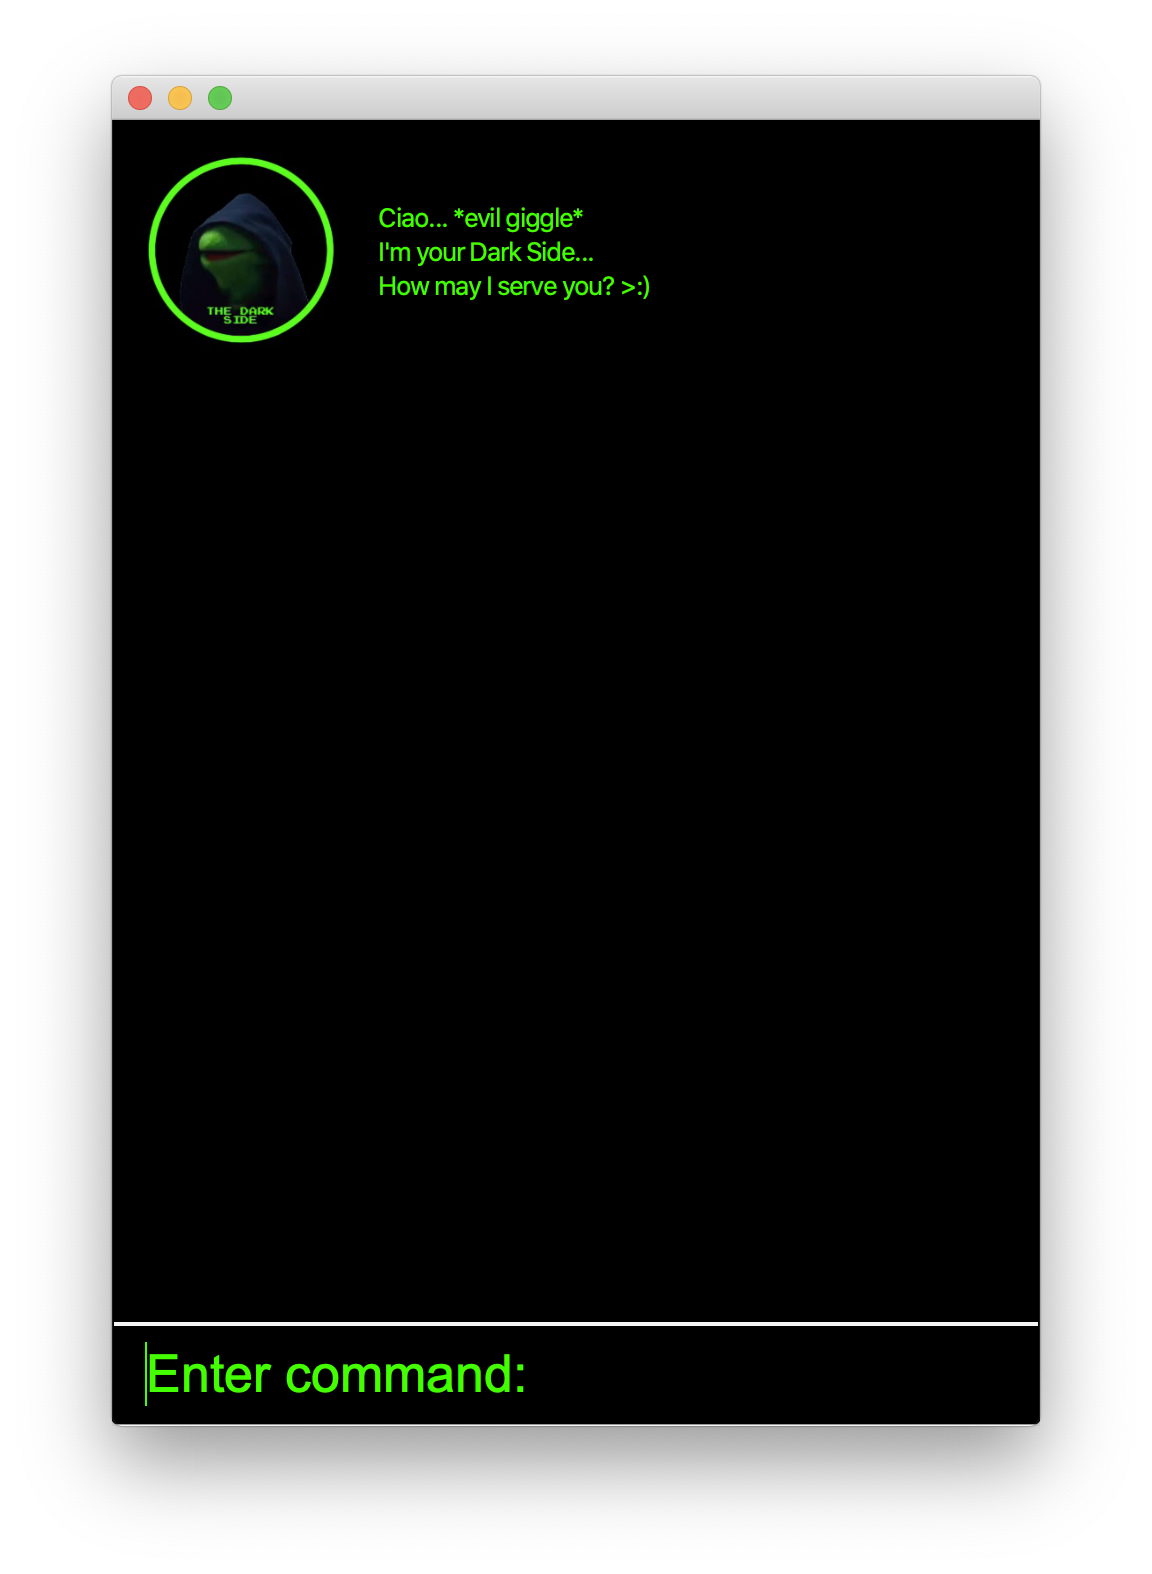 THE DARK
SIDE
Ciao... *evil giggle*
I'm your Dark Side...
How may I serve you? >:)
Enter command: